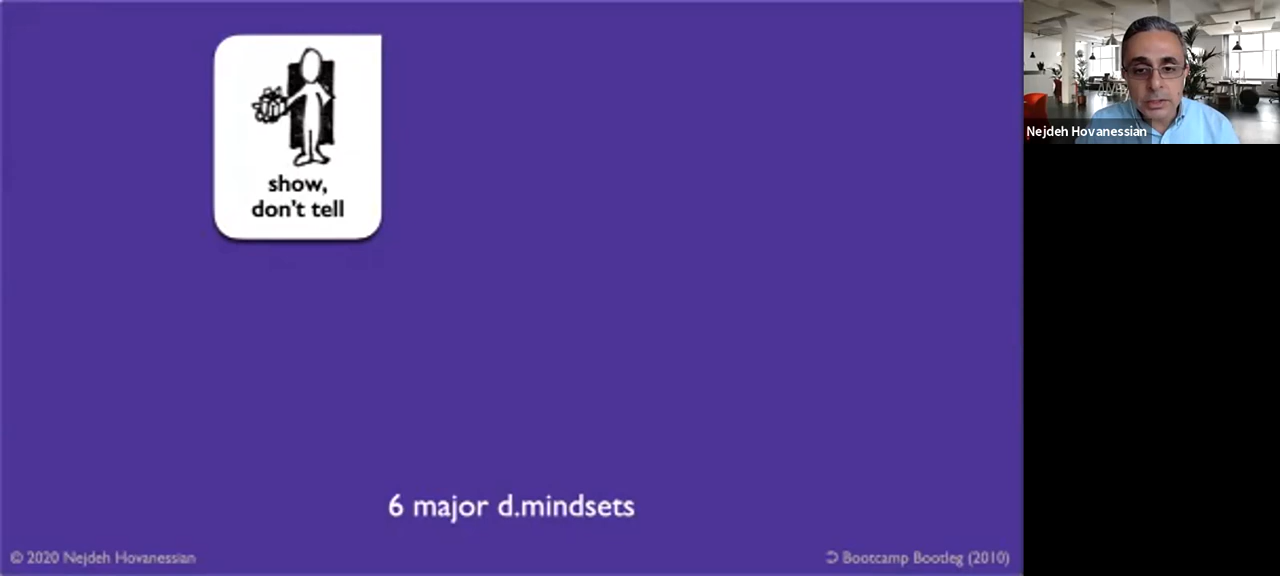 show,
don't tell
6 major d.mindsets
© 2020 Nejdeh Hovanessian
Bootcamp Bootleg (2010)
Nejdeh Hovanessian